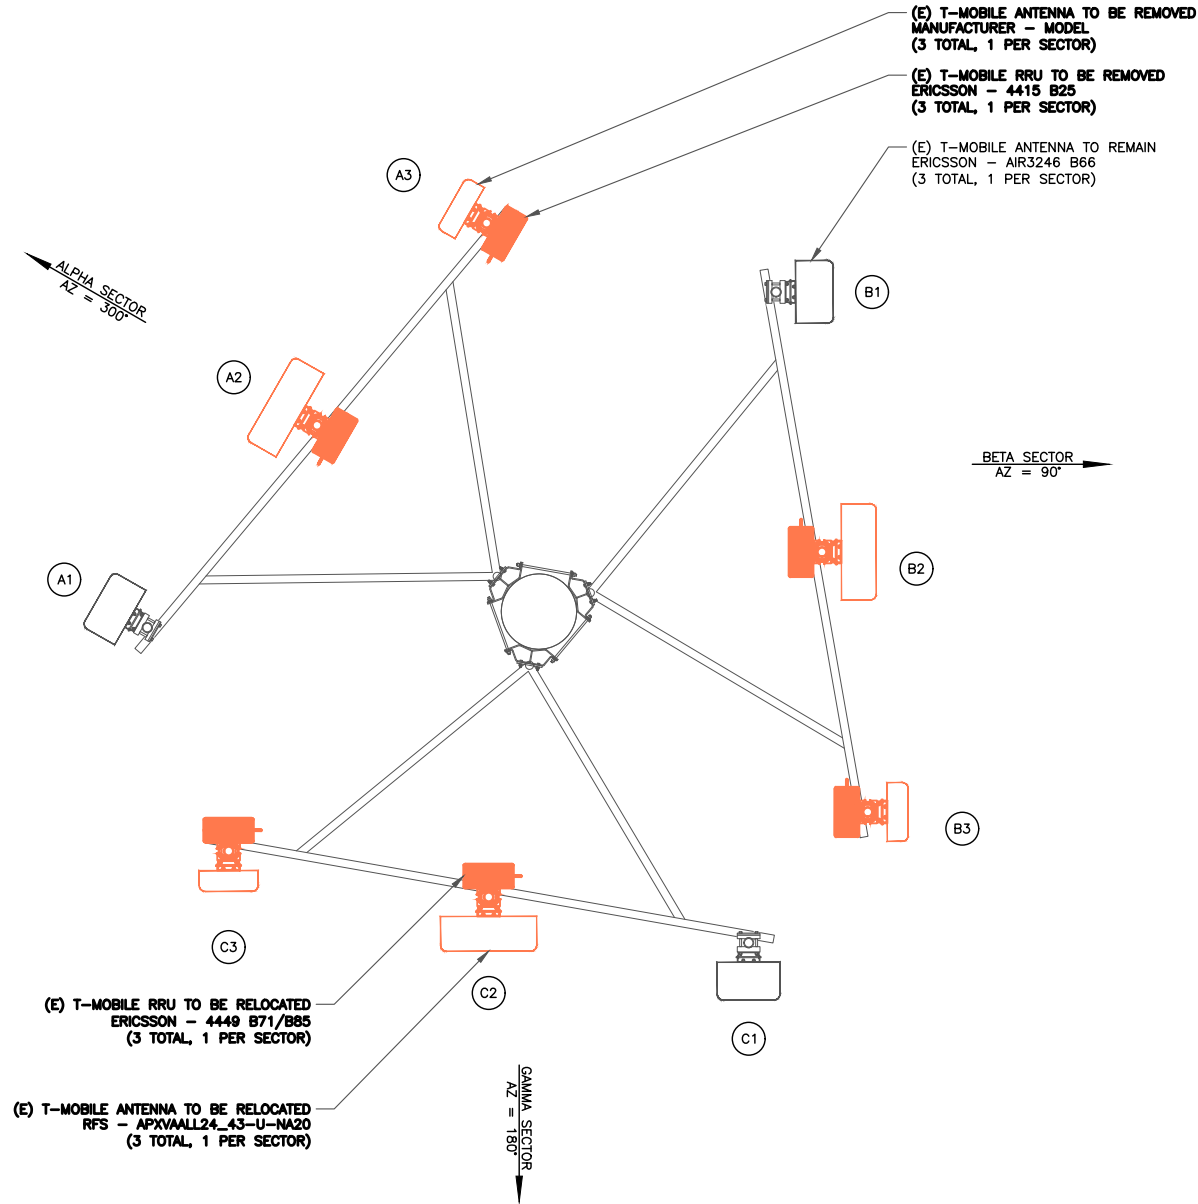 (E) T-MOBILE ANTENNA TO BE REMOVED
MANUFACTURER - MODEL
(3 TOTAL, 1 PER SECTOR)
(E) T-MOBILE RRU TO BE REMOVED
ERICSSON - 4415 B25
(3 TOTAL, 1 PER SECTOR)
(E) T-MOBILE ANTENNA TO REMAIN
ERICSSON - AIR3246 B66
(3 TOTAL, 1 PER SECTOR)
A3
ALPHA SECTOR
AZ = 300°
B1
A2
BETA SECTOR
AZ = 90°
A1
B2
B3
C3
C2
C1
(E) T-MOBILE RRU TO BE RELOCATED
ERICSSON - 4449 B71/B85
(3 TOTAL, 1 PER SECTOR)
(E) T-MOBILE ANTENNA TO BE RELOCATED
RFS - APXVAALL24_43-U-NA20
(3 TOTAL, 1 PER SECTOR)
GAMMA SECTOR
AZ = 180°